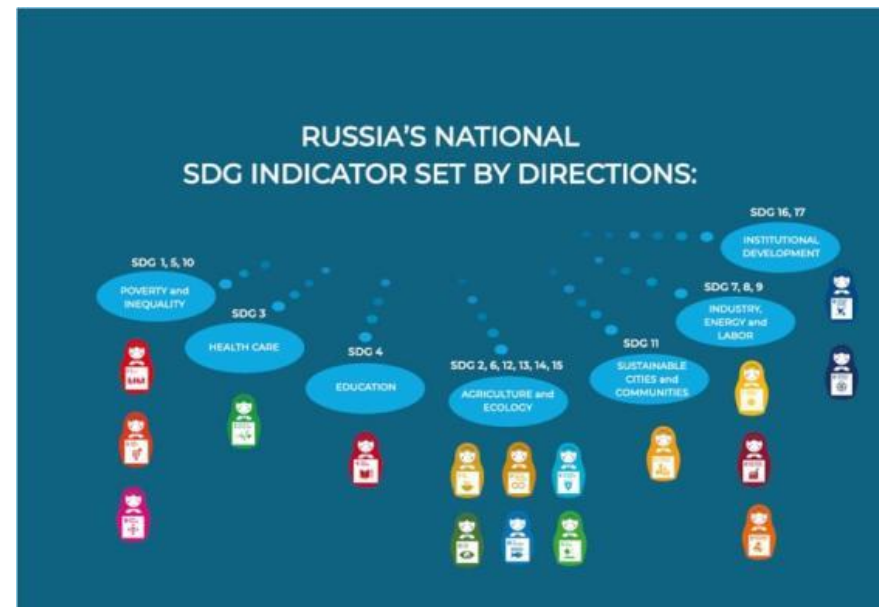 RUSSIA'S NATIONAL
SDG INDICATOR SET BY DIRECTIONS:
SDG 1, 5, 10
POVERTY and
INEQUALITY
SDG 3
HEALTH CARE
SDG 4
EDUCATION
SDG 2, 6, 12, 13, 14, 15
AGRICULTURE and
ECOLOGY
SDG 11
SUSTAINABLE
CITIES and
COMMUNITIES
SDG 7, 8, 9
INDUSTRY,
ENERGY and
LABOR
SDG 16, 17
INSTITUTIONAL
DEVELOPMENT